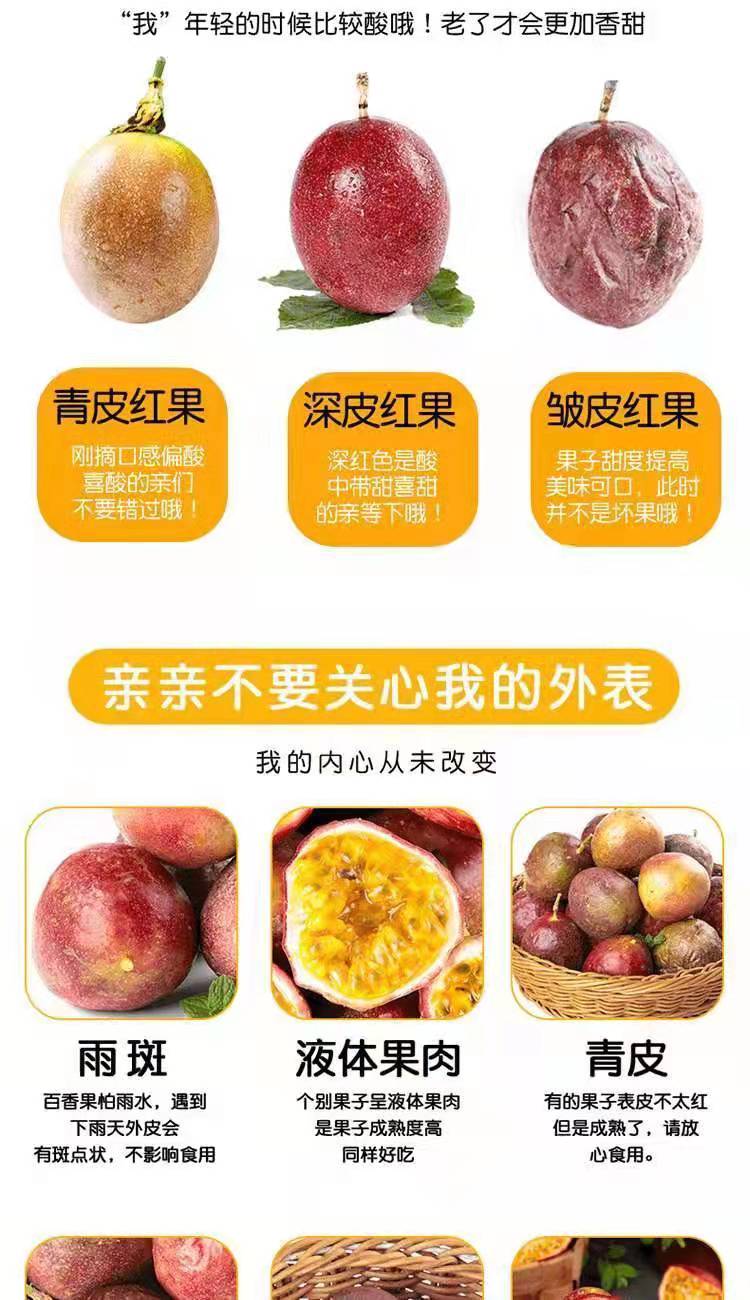 “我”年轻的时候比较酸哦！老了才会更加香甜
青皮红果
刚摘口感偏酸
喜酸的亲们
不要错过哦！
深皮红果
深红色是酸
中带甜喜甜
的亲等下哦！
皱皮红果
果子甜度提高
美味可口，此时
并不是坏果哦！
亲亲不要关心我的外表
我的内心从未改变
雨斑
百香果怕雨水，遇到
下雨天外皮会
有斑点状，不影响食用
液体果肉
个别果子呈液体果肉
是果子成熟度高
同样好吃
青皮
有的果子表皮不太红
但是成熟了，请放
心食用。